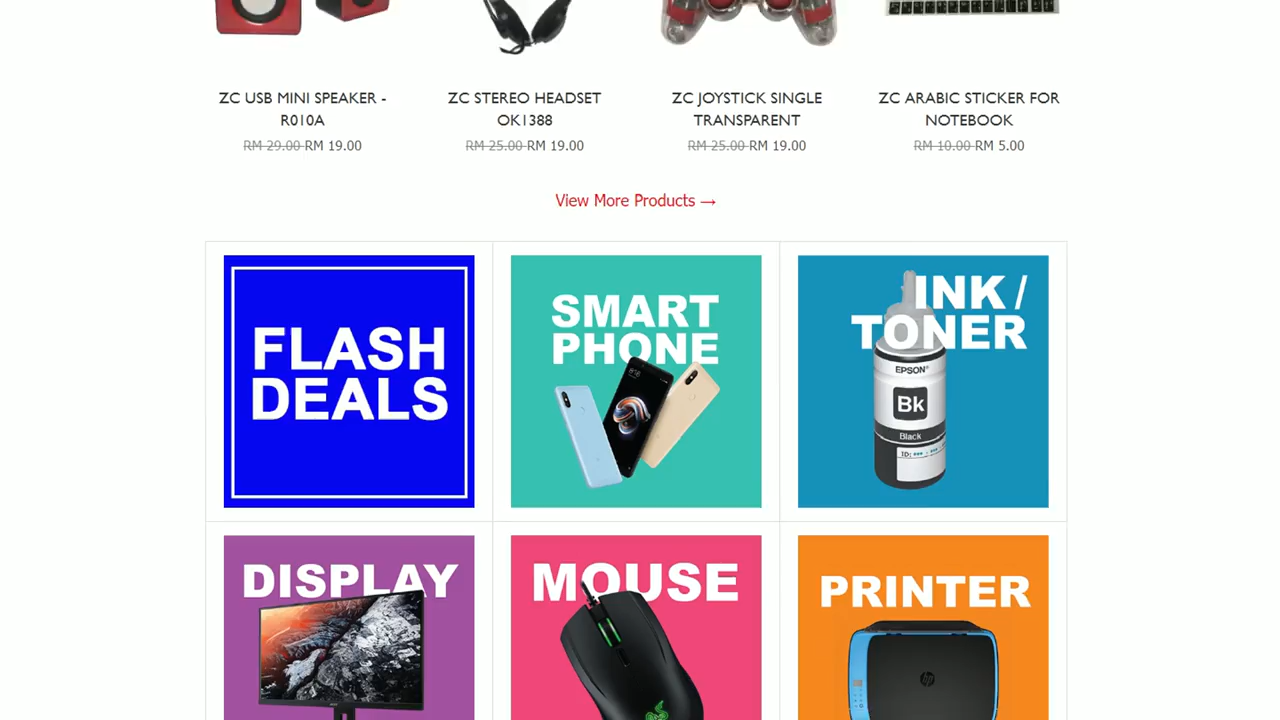 ZC USB MINI SPEAKER -
R010A
RM 29.00 RM 19.00
ZC STEREO HEADSET
OK1388
RM 25.00 RM 19.00
ZC JOYSTICK SINGLE
TRANSPARENT
RM 25.00 RM 19.00
ZC ARABIC STICKER FOR
NOTEBOOK
RM 10.00 RM 5.00
View More Products →
FLASH
DEALS
SMART
PHONE
INK /
TONER
EPSON
Bk
Black
ID:
DISPLAY
MOUSE
PRINTER
hp